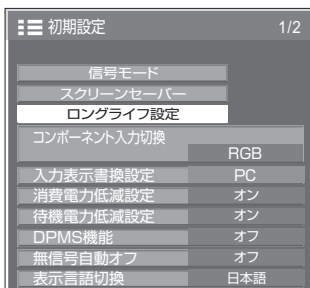 初期設定 1/2
信号モード
スクリーンセーバー
ロングライフ設定
コンポーネント入力切換
RGB
入力表示書換設定 PC
消費電力低減設定 オン
待機電力低減設定 オン
DPMS機能 オフ
無信号自動オフ オフ
表示言語切換 日本語